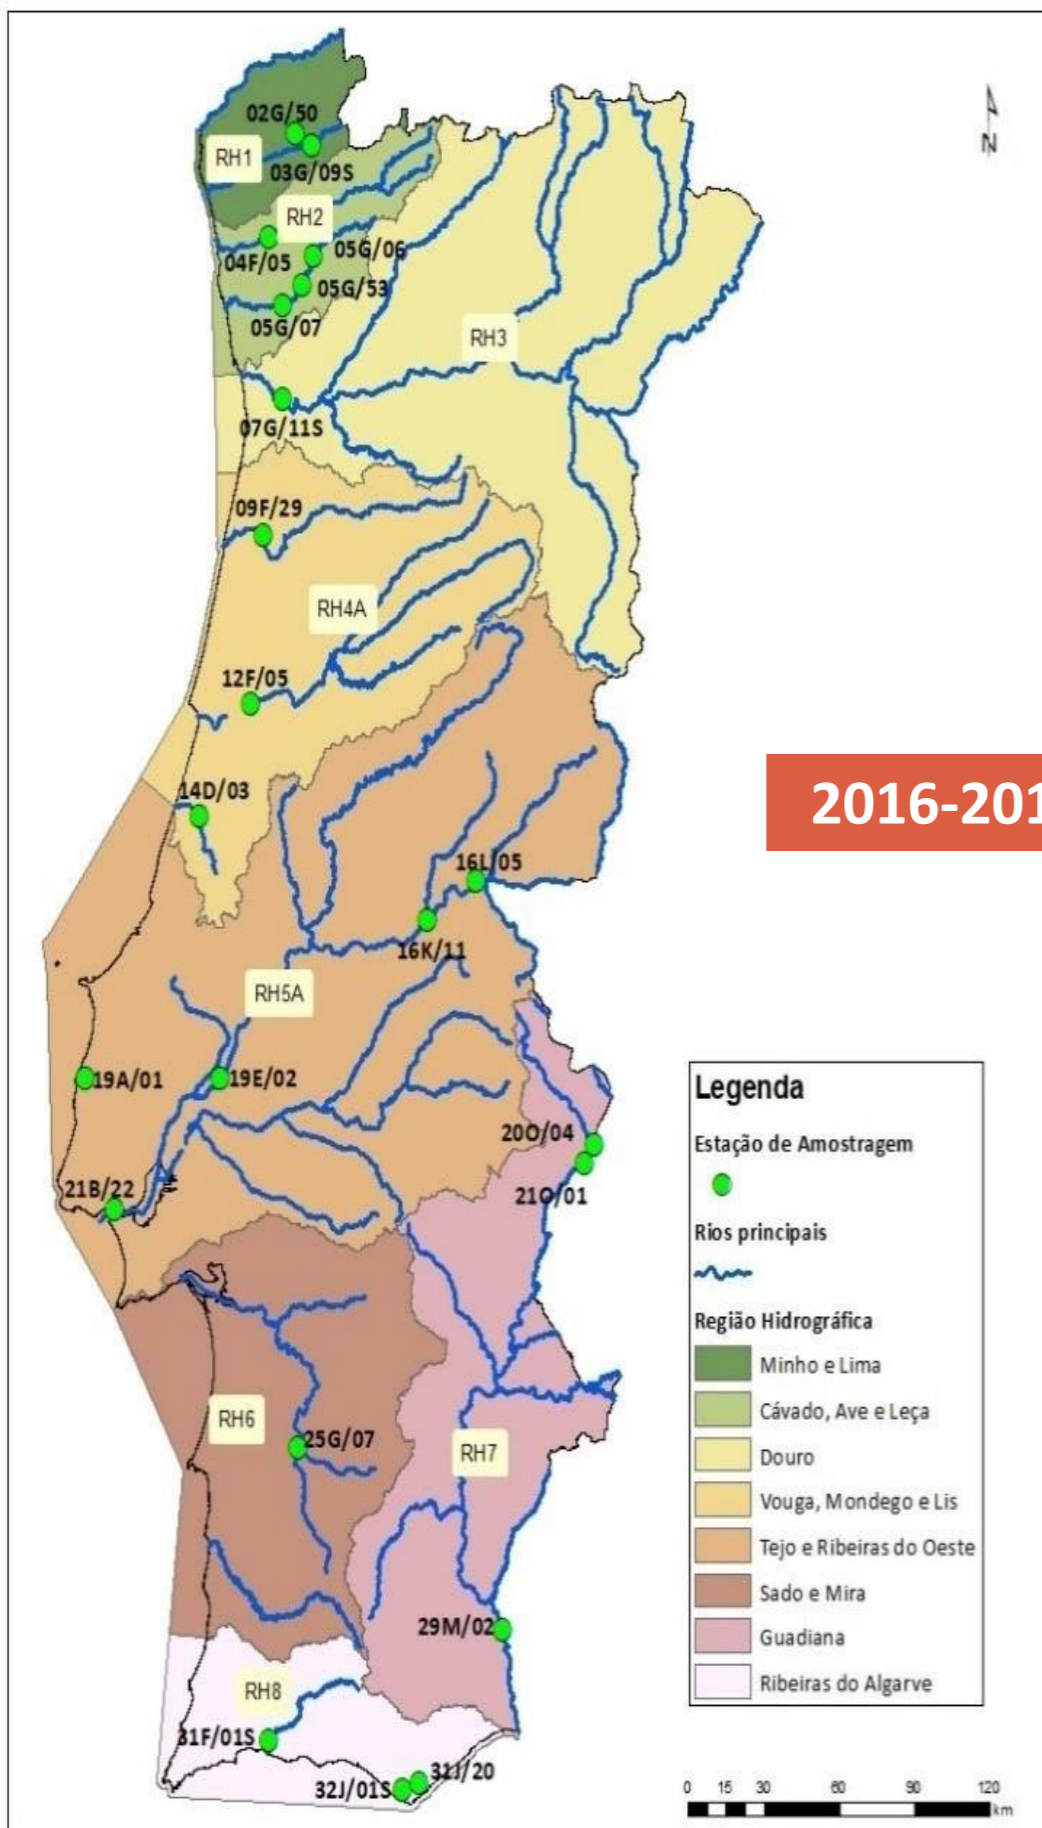 02G/50
RH1
03G/09S
RH2
04F/05
05G/06
05G/53
05G/07
RH3
07G/11S
09F/29
RH4A
12F/05
14D/03
2016-201
16L/05
16K/11
RH5A
19A/01
19E/02
20O/04
21O/01
21B/22
RH6
25G/07
RH7
29M/02
RH8
31F/01S
31J/20
32J/01S
N
Legenda
Estação de Amostragem
Rios principais
Região Hidrográfica
Minho e Lima
Cávado, Ave e Leça
Douro
Vouga, Mondego e Lis
Tejo e Ribeiras do Oeste
Sado e Mira
Guadiana
Ribeiras do Algarve
0 15 30 60 90 120
km